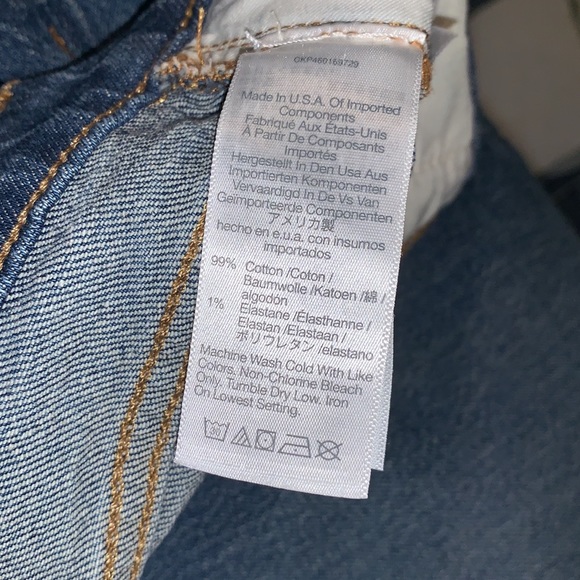 CKP480169729
Made In U.S.A. Of Imported
Components
Fabriqué Aux États-Unis
À Partir De Composants
Importés
Hergestellt In Den Usa Aus
Importierten Komponenten
Vervaardigd In De Vs Van
Geïmporteerde Componenten
アメリカ製
hecho en e.u.a. con insumos
importados
99% Cotton /Coton /
Baumwolle /Katoen /綿 /
algodón
1% Elastane /Élasthanne /
Elastan /Elastaan /
ポリウレタン /elastano
Machine Wash Cold With Like
Colors. Non-Chlorine Bleach
Only. Tumble Dry Low. Iron
On Lowest Setting.